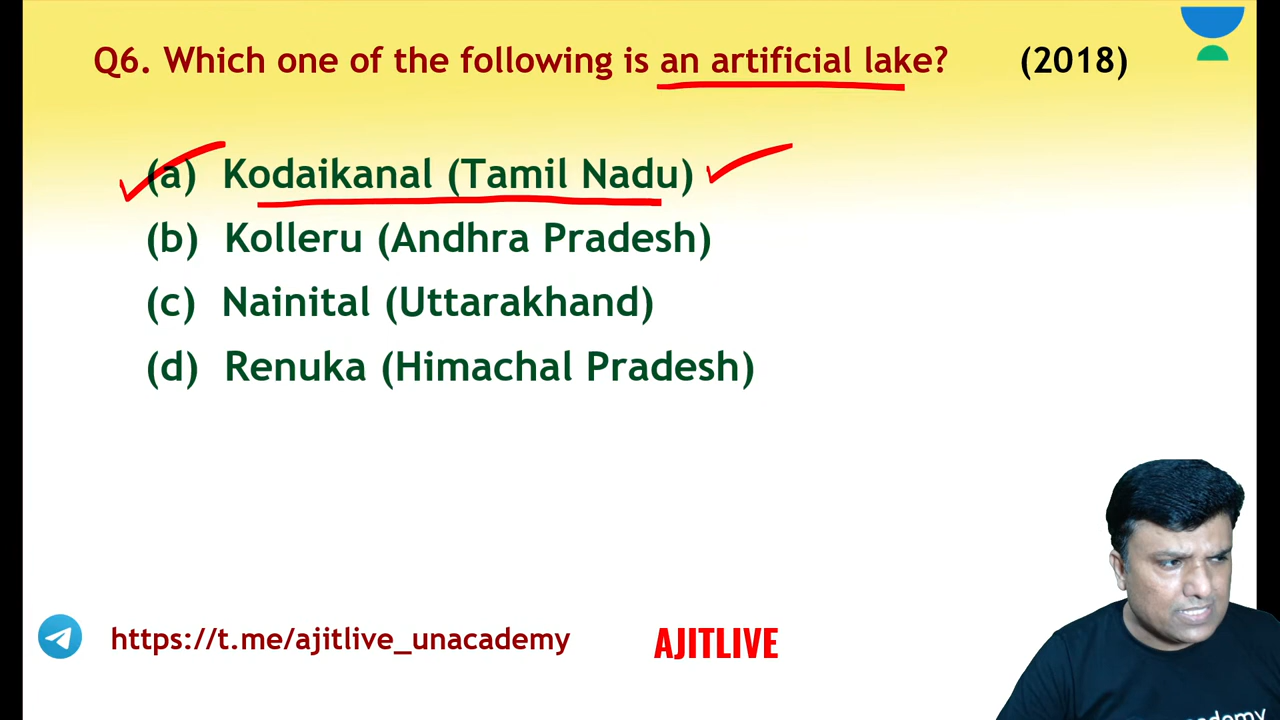 Q6. Which one of the following is an artificial lake? (2018)
(a) Kodaikanal (Tamil Nadu)
(b) Kolleru (Andhra Pradesh)
(c) Nainital (Uttarakhand)
(d) Renuka (Himachal Pradesh)
https://t.me/ajitlive_unacademy AJITLIVE